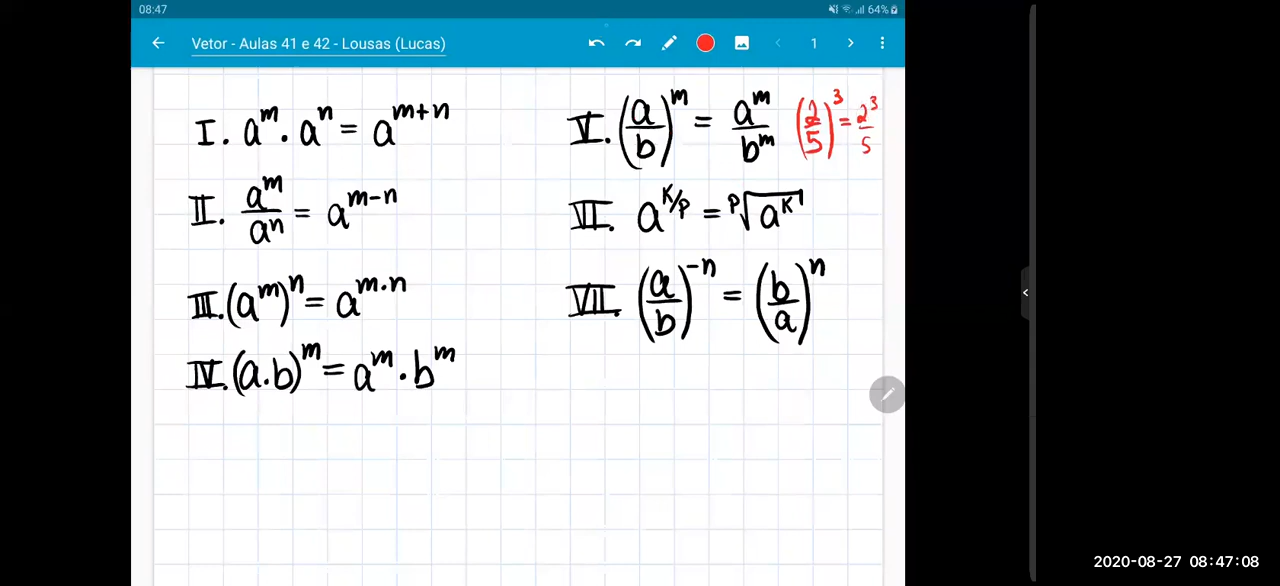 08:47 64%
Vetor - Aulas 41 e 42 - Lousas (Lucas) 1
I. a^m · a^n = a^(m+n)
II. a^m/a^n = a^(m-n)
III. (a^m)^n = a^(m·n)
IV. (a·b)^m = a^m · b^m
V. (a/b)^m = a^m/b^m (2/5)^3 = 2^3/5
VI. a^(K/P) = P√(a^K)
VII. (a/b)^(-n) = (b/a)^n
2020-08-27 08:47:08